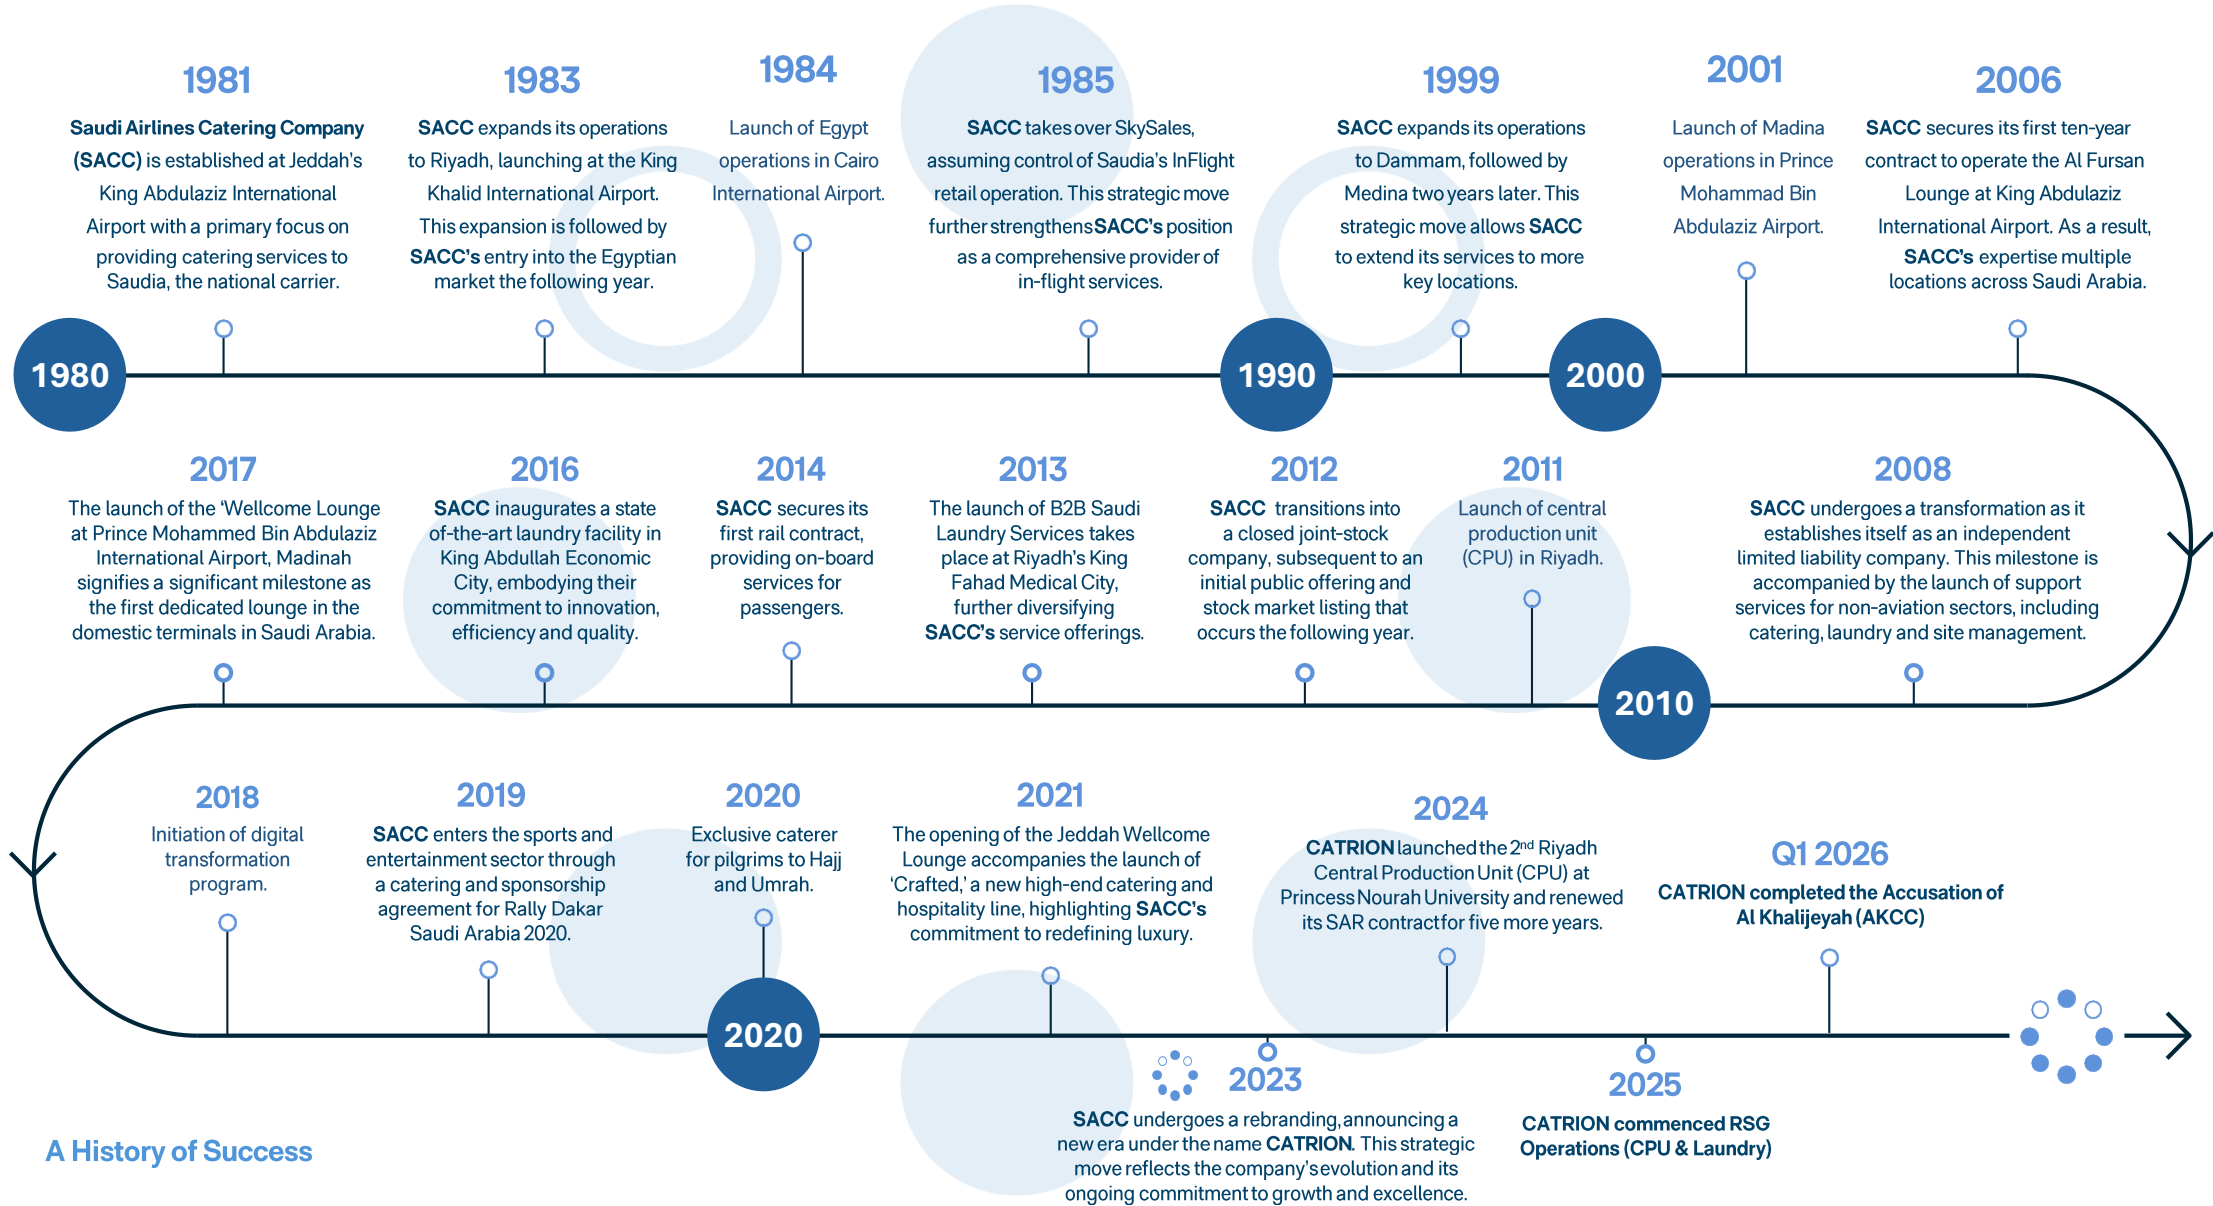 1981
Saudi Airlines Catering Company
(SACC) is established at Jeddah's
King Abdulaziz International
Airport with a primary focus on
providing catering services to
Saudia, the national carrier.
1983
SACC expands its operations
to Riyadh, launching at the King
Khalid International Airport.
This expansion is followed by
SACC's entry into the Egyptian
market the following year.
1984
Launch of Egypt
operations in Cairo
International Airport.
1985
SACC takes over SkySales,
assuming control of Saudia's InFlight
retail operation. This strategic move
further strengthens SACC's position
as a comprehensive provider of
in-flight services.
1999
SACC expands its operations
to Dammam, followed by
Medina two years later. This
strategic move allows SACC
to extend its services to more
key locations.
2001
Launch of Madina
operations in Prince
Mohammad Bin
Abdulaziz Airport.
2006
SACC secures its first ten-year
contract to operate the Al Fursan
Lounge at King Abdulaziz
International Airport. As a result,
SACC's expertise multiple
locations across Saudi Arabia.
1980
1990
2000
2017
The launch of the 'Wellcome Lounge
at Prince Mohammed Bin Abdulaziz
International Airport, Madinah
signifies a significant milestone as
the first dedicated lounge in the
domestic terminals in Saudi Arabia.
2016
SACC inaugurates a state
of-the-art laundry facility in
King Abdullah Economic
City, embodying their
commitment to innovation,
efficiency and quality.
2014
SACC secures its
first rail contract,
providing on-board
services for
passengers.
2013
The launch of B2B Saudi
Laundry Services takes
place at Riyadh's King
Fahad Medical City,
further diversifying
SACC's service offerings.
2012
SACC transitions into
a closed joint-stock
company, subsequent to an
initial public offering and
stock market listing that
occurs the following year.
2011
Launch of central
production unit
(CPU) in Riyadh.
2008
SACC undergoes a transformation as it
establishes itself as an independent
limited liability company. This milestone is
accompanied by the launch of support
services for non-aviation sectors, including
catering, laundry and site management.
2010
2018
Initiation of digital
transformation
program.
2019
SACC enters the sports and
entertainment sector through
a catering and sponsorship
agreement for Rally Dakar
Saudi Arabia 2020.
2020
Exclusive caterer
for pilgrims to Hajj
and Umrah.
2021
The opening of the Jeddah Wellcome
Lounge accompanies the launch of
'Crafted,' a new high-end catering and
hospitality line, highlighting SACC's
commitment to redefining luxury.
2024
CATRION launched the 2nd Riyadh
Central Production Unit (CPU) at
Princess Nourah University and renewed
its SAR contract for five more years.
Q1 2026
CATRION completed the Accusation of
Al Khalijeyah (AKCC)
2020
2023
SACC undergoes a rebranding, announcing a
new era under the name CATRION. This strategic
move reflects the company's evolution and its
ongoing commitment to growth and excellence.
2025
CATRION commenced RSG
Operations (CPU & Laundry)
A History of Success